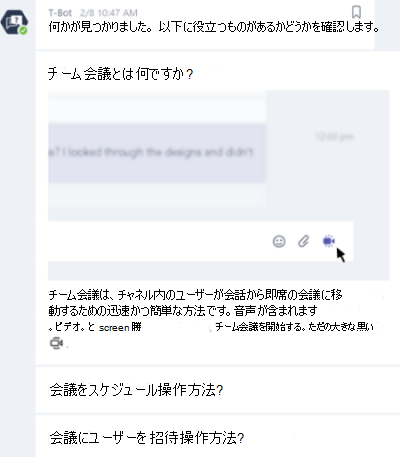 T-Bot 2/8 10:47 AM
何かが見つかりました。以下に役立つものがあるかどうかを確認します。
チーム会議とは何ですか?
12:00 pm
e? I looked through the designs and didn't
チーム会議は、チャネル内のユーザーが会話から即席の会議に移
動するための迅速かつ簡単な方法です。音声が含まれます
。ビデオ。と screen 勝 、チーム会議を開始する。ただの大きな黒い
会議をスケジュール操作方法?
会議にユーザーを招待操作方法?